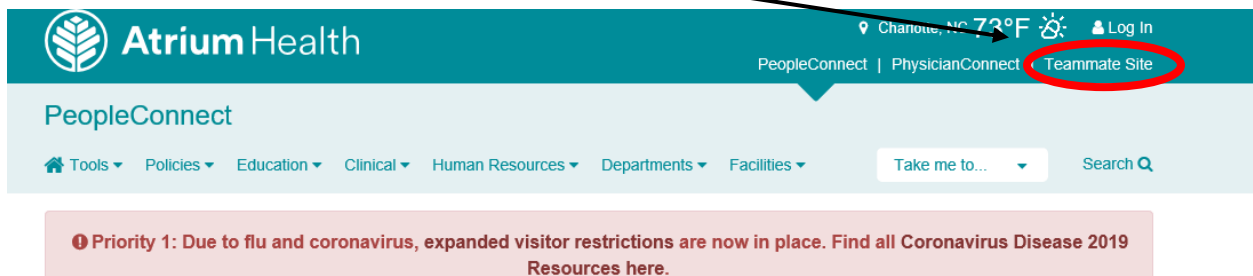 Atrium Health
Charlotte, NC 73°F Log In
PeopleConnect | PhysicianConnect | Teammate Site
PeopleConnect
Tools Policies Education Clinical Human Resources Departments Facilities Take me to... Search
Priority 1: Due to flu and coronavirus, expanded visitor restrictions are now in place. Find all Coronavirus Disease 2019
Resources here.